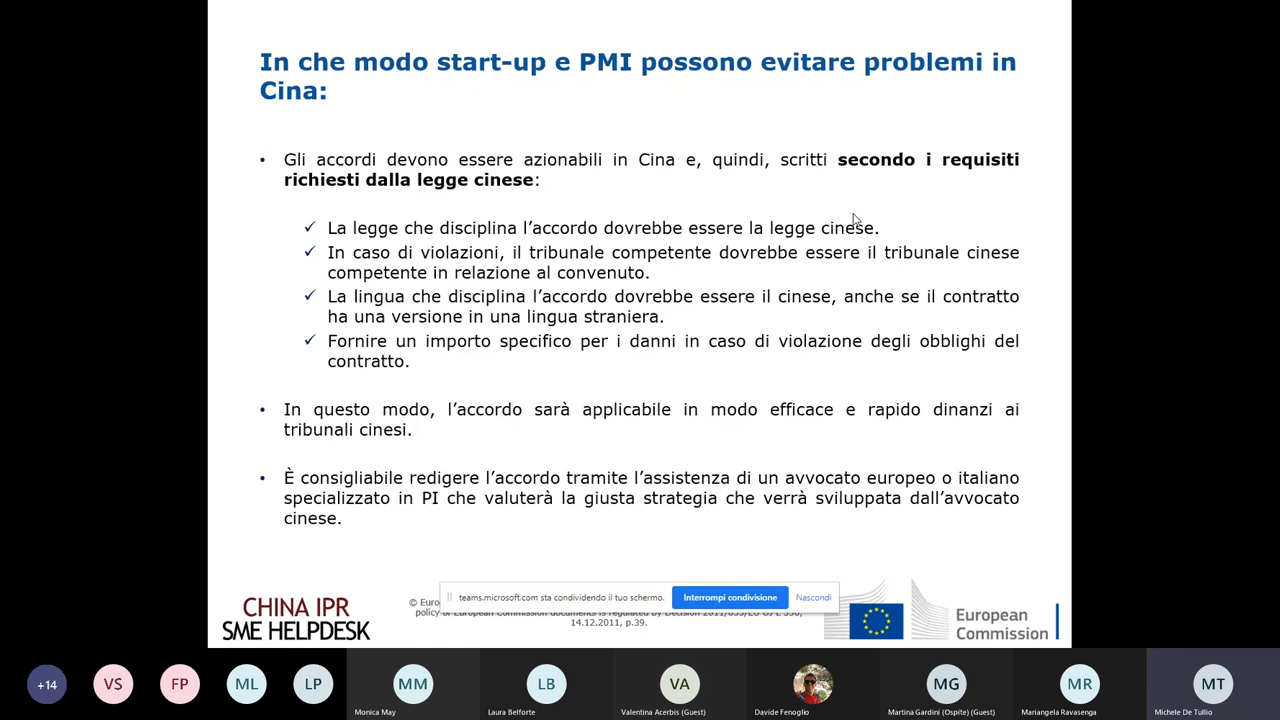 In che modo start-up e PMI possono evitare problemi in
Cina:
• Gli accordi devono essere azionabili in Cina e, quindi, scritti secondo i requisiti
richiesti dalla legge cinese:
✓ La legge che disciplina l’accordo dovrebbe essere la legge cinese.
✓ In caso di violazioni, il tribunale competente dovrebbe essere il tribunale cinese
competente in relazione al convenuto.
✓ La lingua che disciplina l’accordo dovrebbe essere il cinese, anche se il contratto
ha una versione in una lingua straniera.
✓ Fornire un importo specifico per i danni in caso di violazione degli obblighi del
contratto.
• In questo modo, l’accordo sarà applicabile in modo efficace e rapido dinanzi ai
tribunali cinesi.
• È consigliabile redigere l’accordo tramite l’assistenza di un avvocato europeo o italiano
specializzato in PI che valuterà la giusta strategia che verrà sviluppata dall’avvocato
cinese.
CHINA IPR
SME HELPDESK
© Euro
teams.microsoft.com sta condividendo il tuo schermo.
Interrompi condivisione
Nascondi
14.12.2011, p.39.
European
Commission
+14
VS
FP
ML
LP
MM
Monica May
LB
Laura Belforte
VA
Valentina Acerbis (Guest)
Davide Fenoglio
MG
Martina Gardini (Ospite) (Guest)
MR
Mariangela Ravasenga
MT
Michele De Tullio